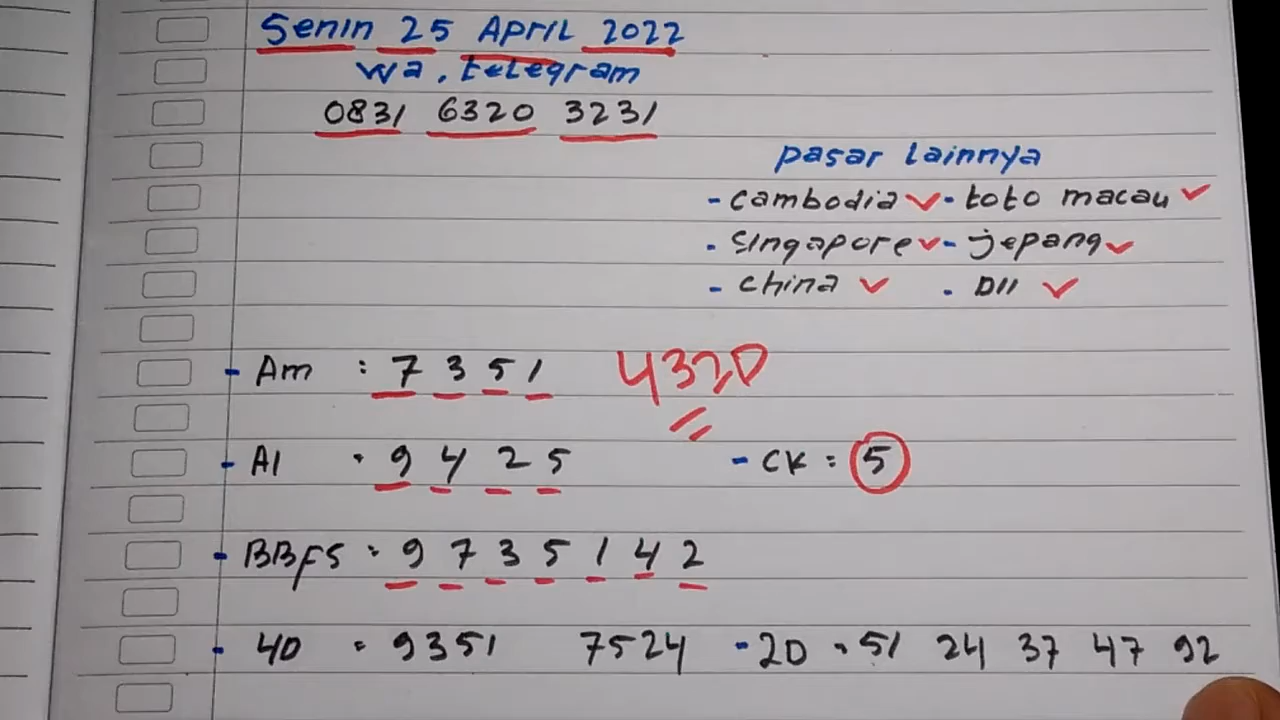 Senin 25 April 2022
wa, telegram
0831 6320 3231
pasar lainnya
- cambodia ✓ - toto macau ✓
- singapore ✓ - jepang ✓
- china ✓ - Dll ✓
- Am : 7 3 5 1 4320
- AI : 9 4 2 5 - CK : 5
- BBFS : 9 7 3 5 1 4 2
- 4D : 9351 7524 - 2D : 51 24 37 47 92